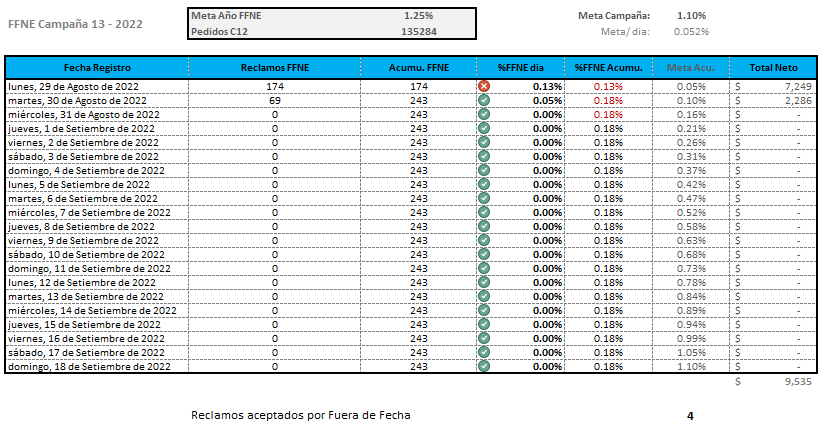 FFNE Campaña 13 - 2022
Meta Año FFNE 1.25% Meta Campaña: 1.10%
Pedidos C12 135284 Meta/ dia: 0.052%
Fecha Registro Reclamos FFNE Acumu. FFNE %FFNE dia %FFNE Acumu. Meta Acu. Total Neto
lunes, 29 de Agosto de 2022 174 174 0.13% 0.13% 0.05% $ 7,249
martes, 30 de Agosto de 2022 69 243 0.05% 0.18% 0.10% $ 2,286
miércoles, 31 de Agosto de 2022 0 243 0.00% 0.18% 0.16% $ -
jueves, 1 de Setiembre de 2022 0 243 0.00% 0.18% 0.21% $ -
viernes, 2 de Setiembre de 2022 0 243 0.00% 0.18% 0.26% $ -
sábado, 3 de Setiembre de 2022 0 243 0.00% 0.18% 0.31% $ -
domingo, 4 de Setiembre de 2022 0 243 0.00% 0.18% 0.37% $ -
lunes, 5 de Setiembre de 2022 0 243 0.00% 0.18% 0.42% $ -
martes, 6 de Setiembre de 2022 0 243 0.00% 0.18% 0.47% $ -
miércoles, 7 de Setiembre de 2022 0 243 0.00% 0.18% 0.52% $ -
jueves, 8 de Setiembre de 2022 0 243 0.00% 0.18% 0.58% $ -
viernes, 9 de Setiembre de 2022 0 243 0.00% 0.18% 0.63% $ -
sábado, 10 de Setiembre de 2022 0 243 0.00% 0.18% 0.68% $ -
domingo, 11 de Setiembre de 2022 0 243 0.00% 0.18% 0.73% $ -
lunes, 12 de Setiembre de 2022 0 243 0.00% 0.18% 0.78% $ -
martes, 13 de Setiembre de 2022 0 243 0.00% 0.18% 0.84% $ -
miércoles, 14 de Setiembre de 2022 0 243 0.00% 0.18% 0.89% $ -
jueves, 15 de Setiembre de 2022 0 243 0.00% 0.18% 0.94% $ -
viernes, 16 de Setiembre de 2022 0 243 0.00% 0.18% 0.99% $ -
sábado, 17 de Setiembre de 2022 0 243 0.00% 0.18% 1.05% $ -
domingo, 18 de Setiembre de 2022 0 243 0.00% 0.18% 1.10% $ -
$ 9,535
Reclamos aceptados por Fuera de Fecha 4